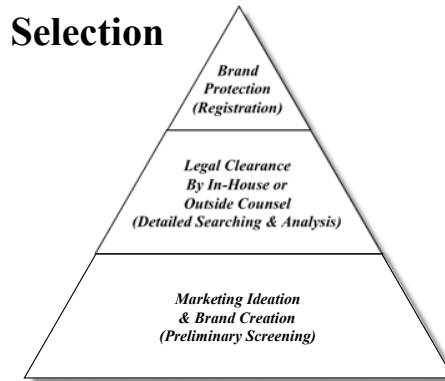 Selection
Brand
Protection
(Registration)
Legal Clearance
By In-House or
Outside Counsel
(Detailed Searching & Analysis)
Marketing Ideation
& Brand Creation
(Preliminary Screening)